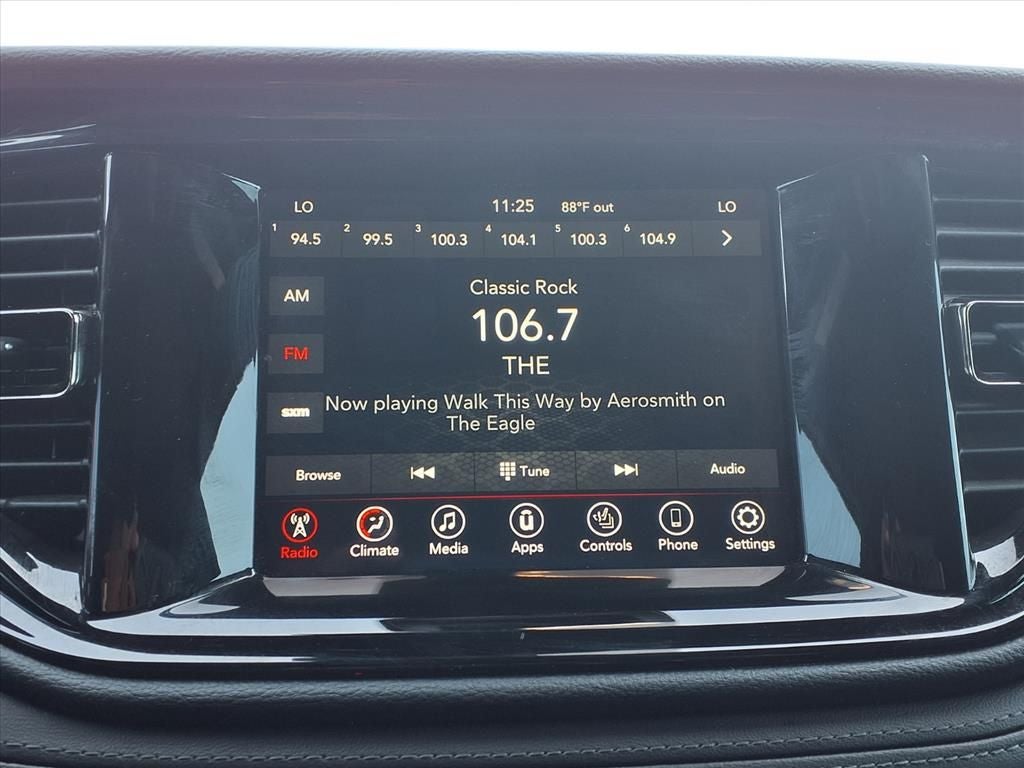 LO 11:25 88°F out LO
1 94.5 2 99.5 3 100.3 4 104.1 5 100.3 6 104.9
AM
Classic Rock
106.7
FM
THE
sxm
Now playing Walk This Way by Aerosmith on
The Eagle
Browse Tune Audio
Radio Climate Media Apps Controls Phone Settings